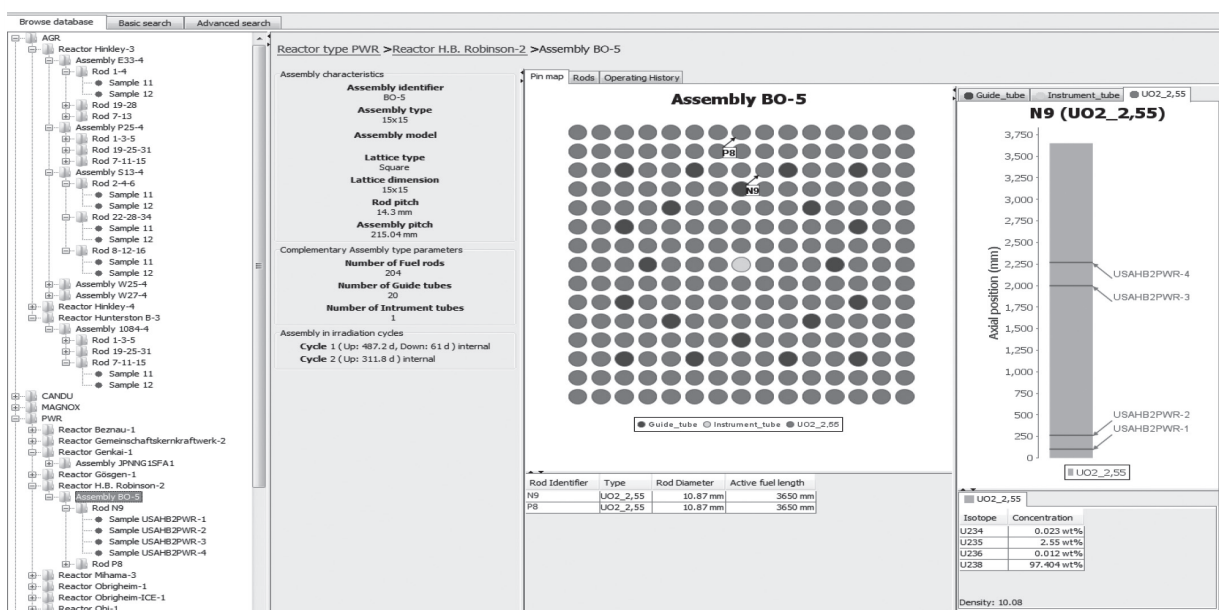 Browse database
Basic search
Advanced search
AGR
Reactor Hinkley-3
Assembly E33-4
Rod 1-4
Sample 11
Sample 12
Rod 19-28
Rod 7-13
Assembly P25-4
Rod 1-3-5
Rod 19-25-31
Rod 7-11-15
Assembly S13-4
Rod 2-4-6
Sample 11
Sample 12
Rod 22-28-34
Sample 11
Sample 12
Rod 8-12-16
Sample 11
Sample 12
Assembly W25-4
Assembly W27-4
Reactor Hinkley-4
Reactor Hunterston B-3
Assembly 1084-4
Rod 1-3-5
Rod 19-25-31
Rod 7-11-15
Sample 11
Sample 12
CANDU
MAGNOX
PWR
Reactor Beznau-1
Reactor Gemeinschaftskernkraftwerk-2
Reactor Genkai-1
Assembly JPNNG1SFA1
Reactor Gösgen-1
Reactor H.B. Robinson-2
Assembly BO-5
Rod N9
Sample USAHB2PWR-1
Sample USAHB2PWR-2
Sample USAHB2PWR-3
Sample USAHB2PWR-4
Rod P8
Reactor Mihama-3
Reactor Obrigheim-1
Reactor Obrigheim-ICE-1
Reactor type PWR >Reactor H.B. Robinson-2 >Assembly BO-5
Assembly characteristics
Assembly identifier
BO-5
Assembly type
15x15
Assembly model
Lattice type
Square
Lattice dimension
15x15
Rod pitch
14.3 mm
Assembly pitch
215.04 mm
Complementary Assembly type parameters
Number of Fuel rods
204
Number of Guide tubes
20
Number of Intrument tubes
1
Assembly in irradiation cycles
Cycle 1 ( Up: 487.2 d, Down: 61 d ) internal
Cycle 2 ( Up: 311.8 d ) internal
Pin map
Rods
Operating History
Assembly BO-5
P8
N9
Guide_tube Instrument_tube UO2_2,55
Rod Identifier Type Rod Diameter Active fuel length
N9 UO2_2,55 10.87 mm 3650 mm
P8 UO2_2,55 10.87 mm 3650 mm
Guide_tube
Instrument_tube
UO2_2,55
N9 (UO2_2,55)
Axial position (mm)
3,750
3,500
3,250
3,000
2,750
2,500
2,250
2,000
1,750
1,500
1,250
1,000
750
500
250
0
USAHB2PWR-4
USAHB2PWR-3
USAHB2PWR-2
USAHB2PWR-1
UO2_2,55
UO2_2,55
Isotope Concentration
U234 0.023 wt%
U235 2.55 wt%
U236 0.012 wt%
U238 97.404 wt%
Density: 10.08